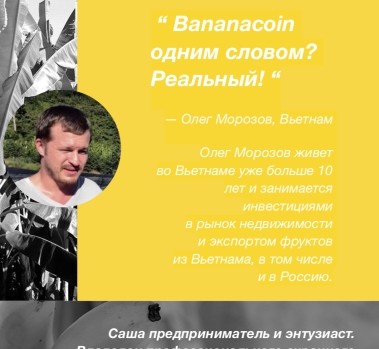 “ Bananacoin
одним словом?
Реальный! “
— Олег Морозов, Вьетнам
Олег Морозов живет
во Вьетнаме уже больше 10
лет и занимается
инвестициями
в рынок недвижимости
и экспортом фруктов
из Вьетнама, в том числе
и в Россию.
Саша предприниматель и энтузиаст.